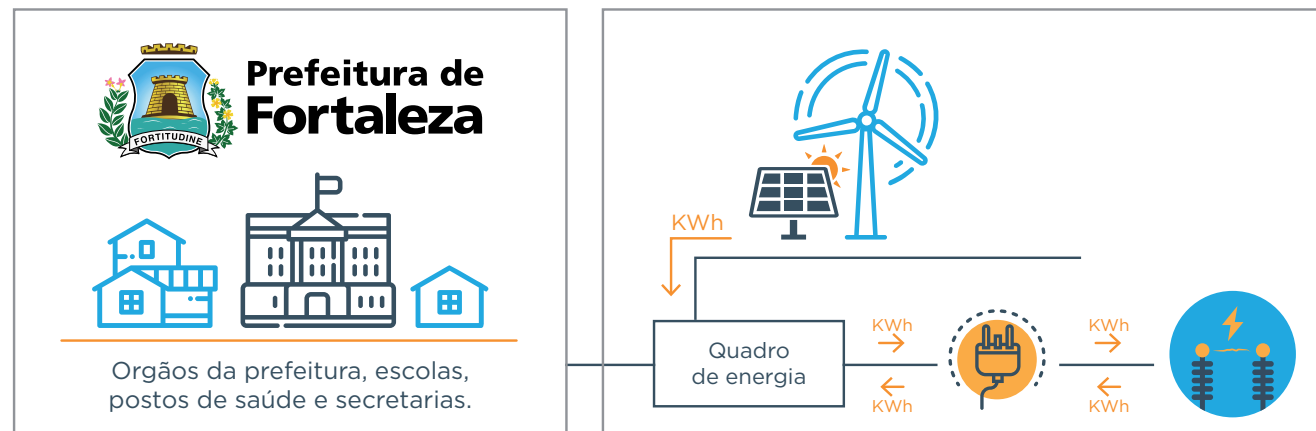 Prefeitura de
Fortaleza
FORTITUDINE
Orgãos da prefeitura, escolas,
postos de saúde e secretarias.
KWh
Quadro
de energia
KWh
KWh
KWh
KWh